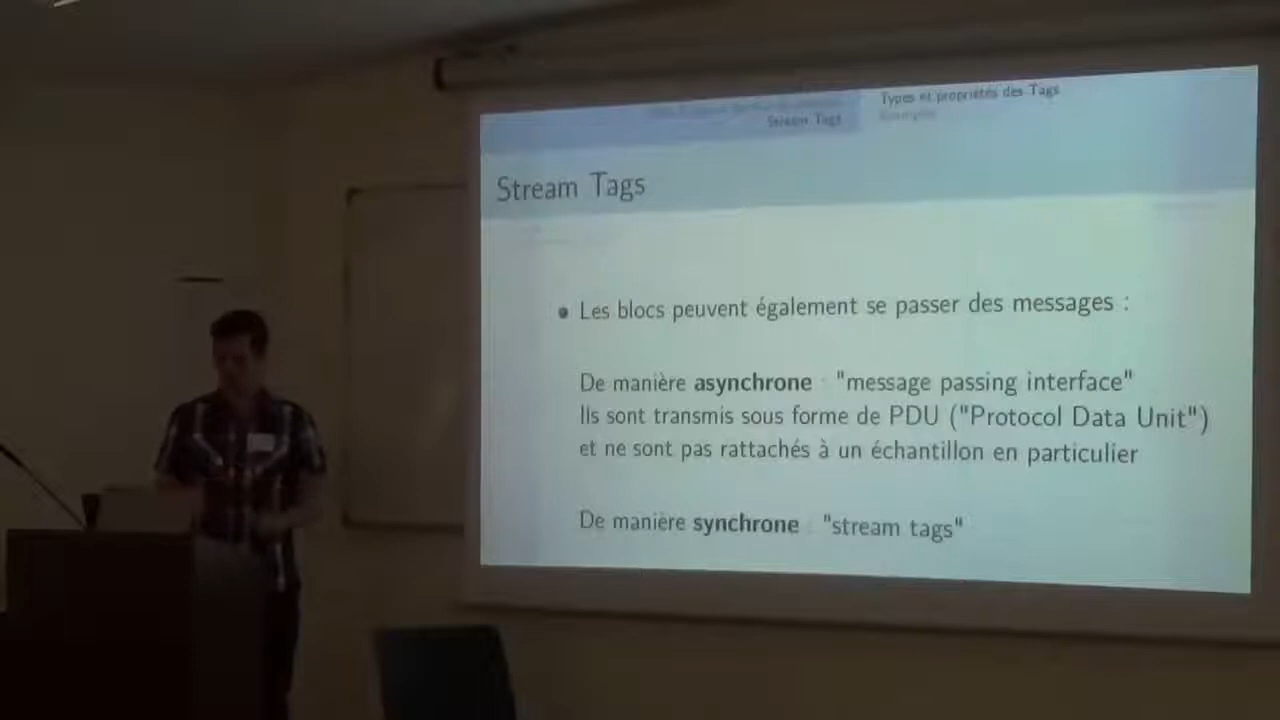 Stream Tags
Types et propriétés des Tags
Stream Tags
• Les blocs peuvent également se passer des messages :
De manière asynchrone : "message passing interface"
Ils sont transmis sous forme de PDU ("Protocol Data Unit")
et ne sont pas rattachés à un échantillon en particulier
De manière synchrone : "stream tags"